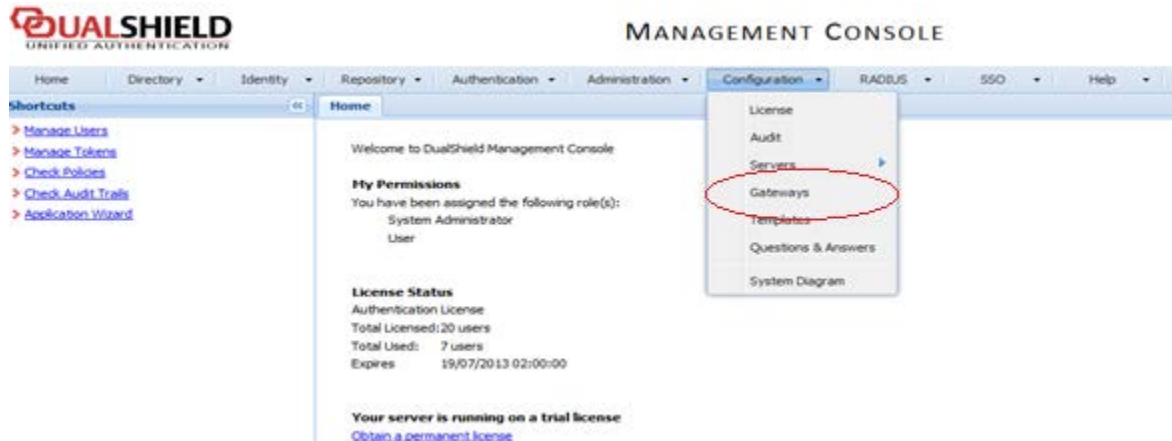 DUALSHIELD
UNIFIED AUTHENTICATION
MANAGEMENT CONSOLE
Home Directory Identity Repository Authentication Administration Configuration RADIUS SSO Help
Shortcuts
Home
Manage Users
Manage Tokens
Check Policies
Check Audit Trails
Application Wizard
Welcome to DualShield Management Console
My Permissions
You have been assigned the following role(s):
System Administrator
User
License Status
Authentication License
Total Licensed: 20 users
Total Used: 7 users
Expires 19/07/2013 02:00:00
Your server is running on a trial license
Obtain a permanent license
License
Audit
Servers
Gateways
Templates
Questions & Answers
System Diagram